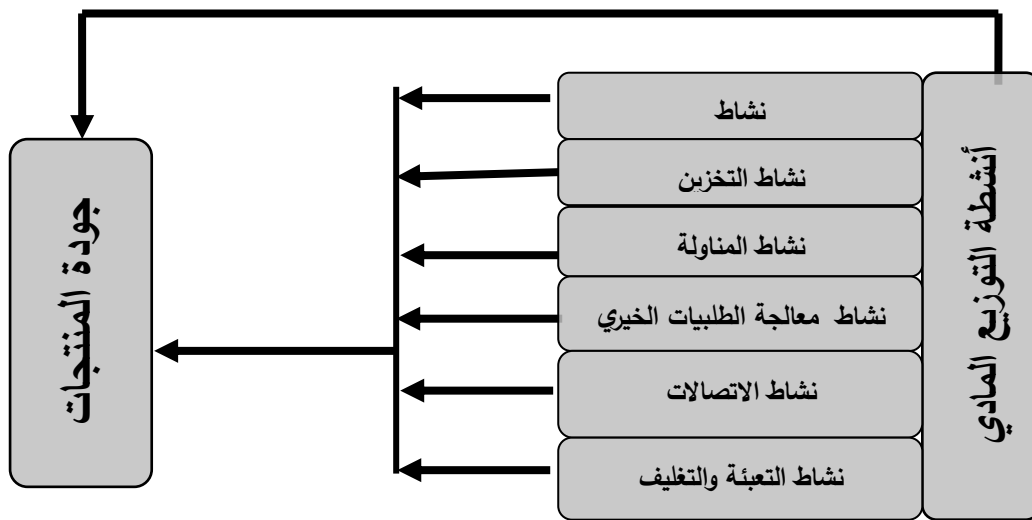 أنشطة التوزيع المادي
نشاط
نشاط التخزين
نشاط المناولة
نشاط معالجة الطلبيات الخيري
نشاط الاتصالات
نشاط التعبئة والتغليف
جودة المنتجات